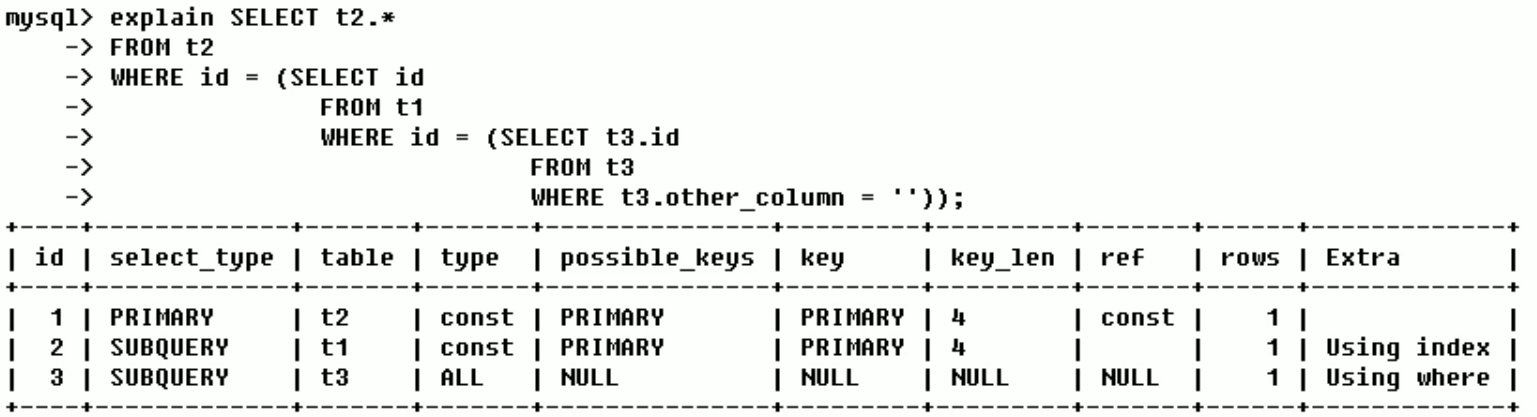 mysql> explain SELECT t2.*
    -> FROM t2
    -> WHERE id = (SELECT id
    ->               FROM t1
    ->               WHERE id = (SELECT t3.id
    ->                             FROM t3
    ->                             WHERE t3.other_column = ''));
+----+-------------+-------+-------+---------------+---------+---------+-------+------+-------------+
| id | select_type | table | type  | possible_keys | key     | key_len | ref   | rows | Extra       |
+----+-------------+-------+-------+---------------+---------+---------+-------+------+-------------+
|  1 | PRIMARY     | t2    | const | PRIMARY       | PRIMARY | 4       | const |    1 |             |
|  2 | SUBQUERY    | t1    | const | PRIMARY       | PRIMARY | 4       |       |    1 | Using index |
|  3 | SUBQUERY    | t3    | ALL   | NULL          | NULL    | NULL    | NULL  |    1 | Using where |
+----+-------------+-------+-------+---------------+---------+---------+-------+------+-------------+